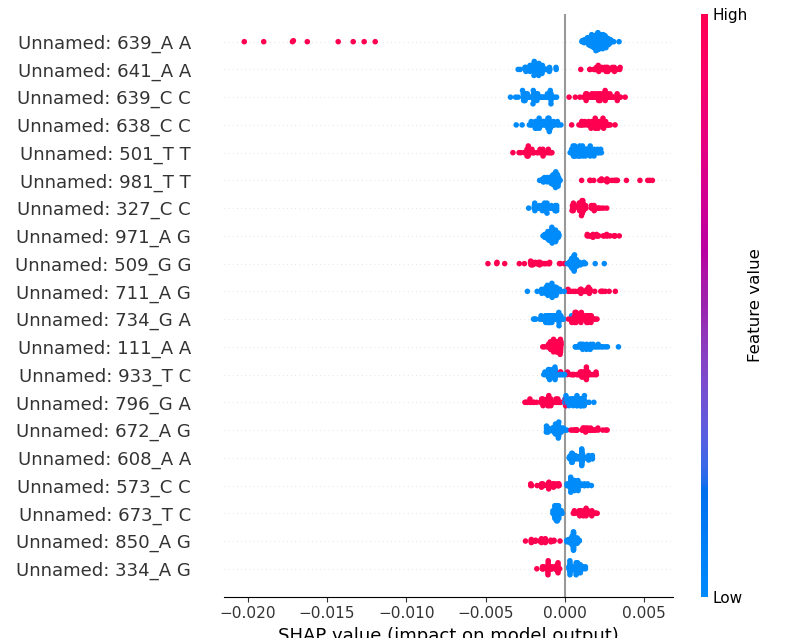 High
Unnamed: 639_A A
Unnamed: 641_A A
Unnamed: 639_C C
Unnamed: 638_C C
Unnamed: 501_T T
Unnamed: 981_T T
Unnamed: 327_C C
Unnamed: 971_A G
Unnamed: 509_G G
Unnamed: 711_A G
Unnamed: 734_G A
Unnamed: 111_A A
Unnamed: 933_T C
Unnamed: 796_G A
Unnamed: 672_A G
Unnamed: 608_A A
Unnamed: 573_C C
Unnamed: 673_T C
Unnamed: 850_A G
Unnamed: 334_A G
Feature value
Low
−0.020 −0.015 −0.010 −0.005 0.000 0.005
SHAP value (impact on model output)